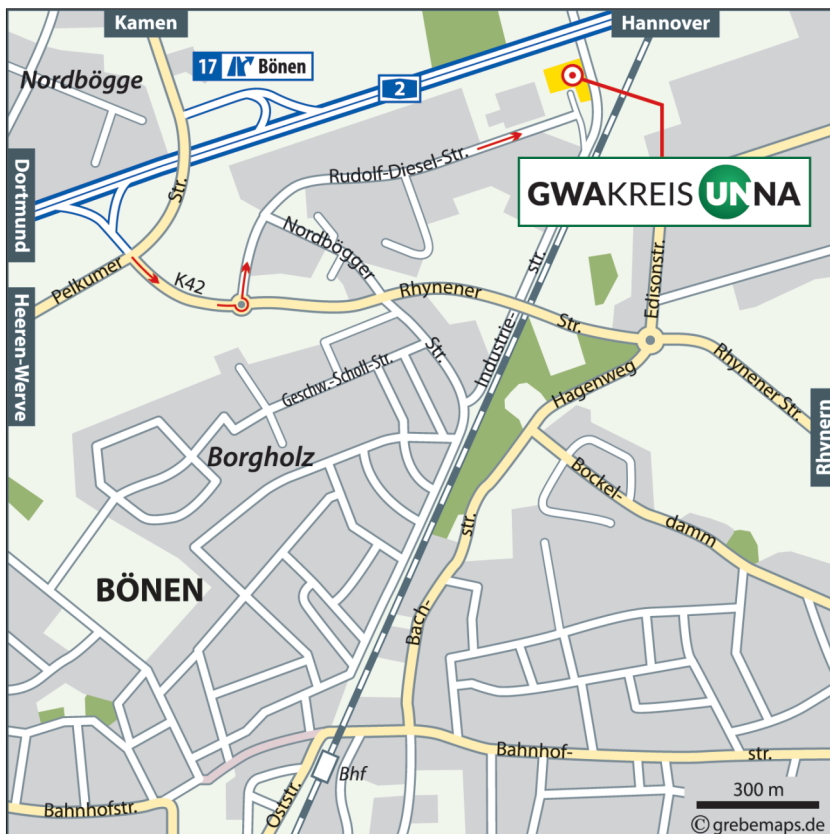 Kamen
Hannover
17 Bönen
Nordbögge
2
Dortmund
Rudolf-Diesel-Str.
GWAKREIS UNNA
Str.
Nordbögger
Str.
Pelkumer
K42
Rhynener
Str.
Industrie-
str.
Edisonstr.
Heeren-Werve
Geschw.-Scholl-Str.
Hagenweg
Rhynener Str.
Rhynern
Borgholz
Bockel-
damm
BÖNEN
Bach-
str.
Bahnhof-
str.
Bhf
Oststr.
Bahnhofstr.
300 m
© grebemaps.de